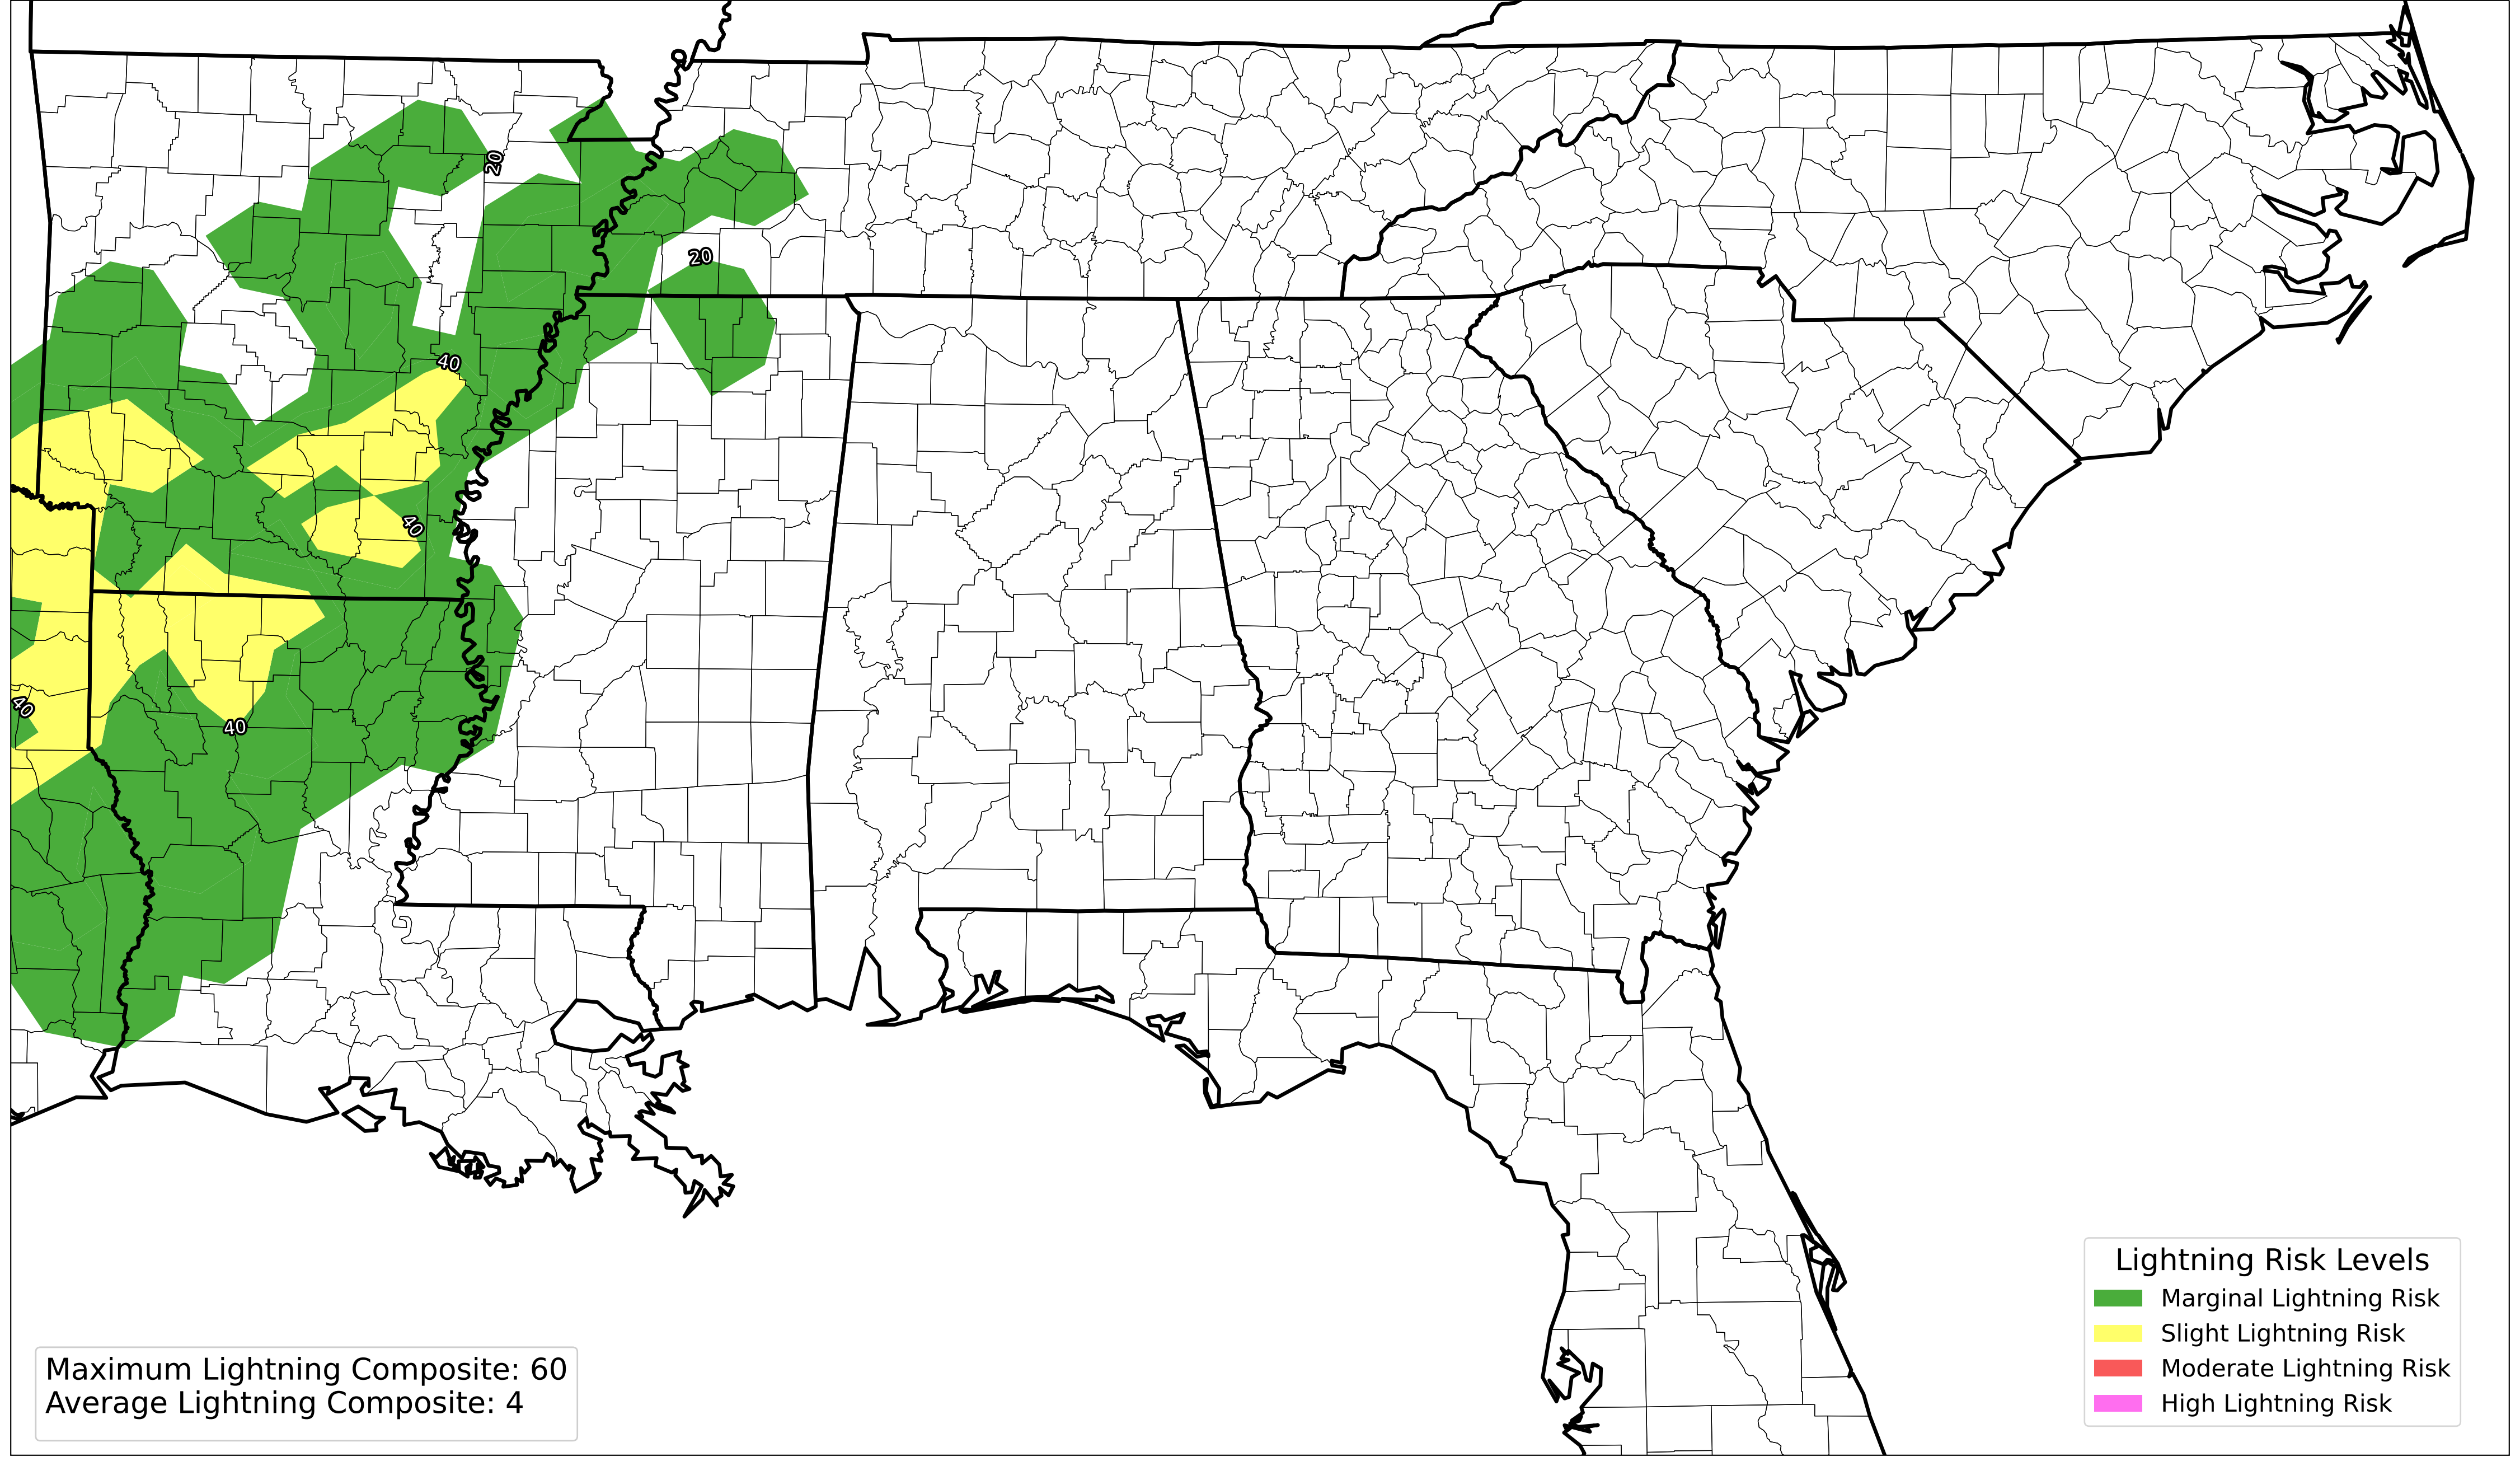 20
20
40
40
40
40
Lightning Risk Levels
Marginal Lightning Risk
Slight Lightning Risk
Moderate Lightning Risk
High Lightning Risk
Maximum Lightning Composite: 60
Average Lightning Composite: 4